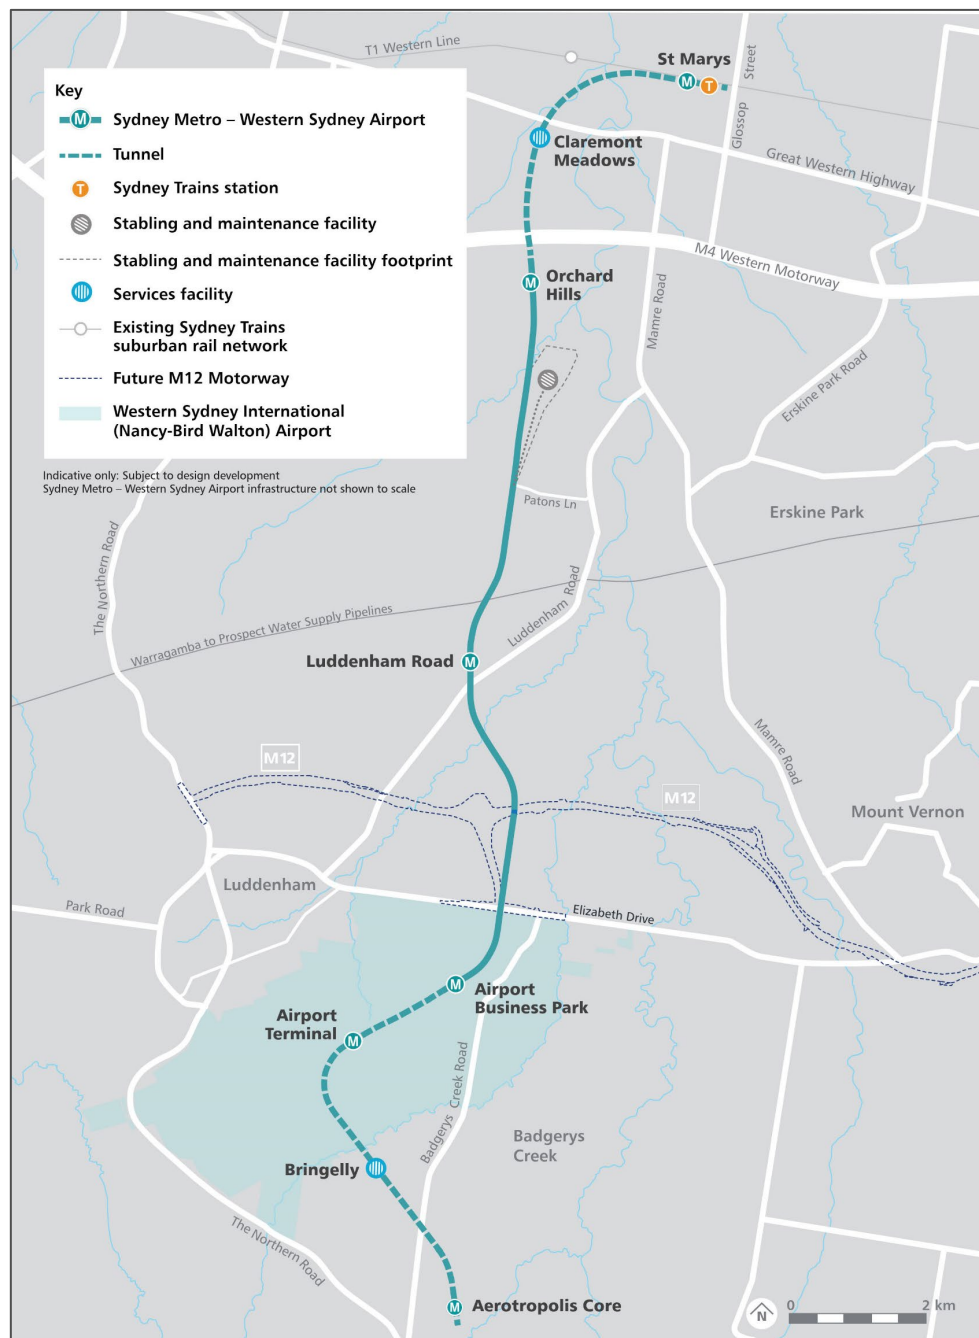 T1 Western Line
St Marys
M
T
Glossop Street
Key
M Sydney Metro – Western Sydney Airport
Tunnel
T Sydney Trains station
Stabling and maintenance facility
Stabling and maintenance facility footprint
Services facility
Existing Sydney Trains
suburban rail network
Future M12 Motorway
Western Sydney International
(Nancy-Bird Walton) Airport
Indicative only: Subject to design development
Sydney Metro – Western Sydney Airport infrastructure not shown to scale
Claremont
Meadows
Great Western Highway
M4 Western Motorway
M
Orchard
Hills
Mamre Road
Erskine Park Road
Patons Ln
Erskine Park
The Northern Road
Warragamba to Prospect Water Supply Pipelines
Luddenham Road
Luddenham Road
M
Mamre Road
M12
M12
Mount Vernon
Luddenham
Park Road
Elizabeth Drive
M
Airport
Business Park
Airport
Terminal
M
Badgerys Creek Road
Badgerys
Creek
Bringelly
The Northern Road
M
Aerotropolis Core
N
0 2 km